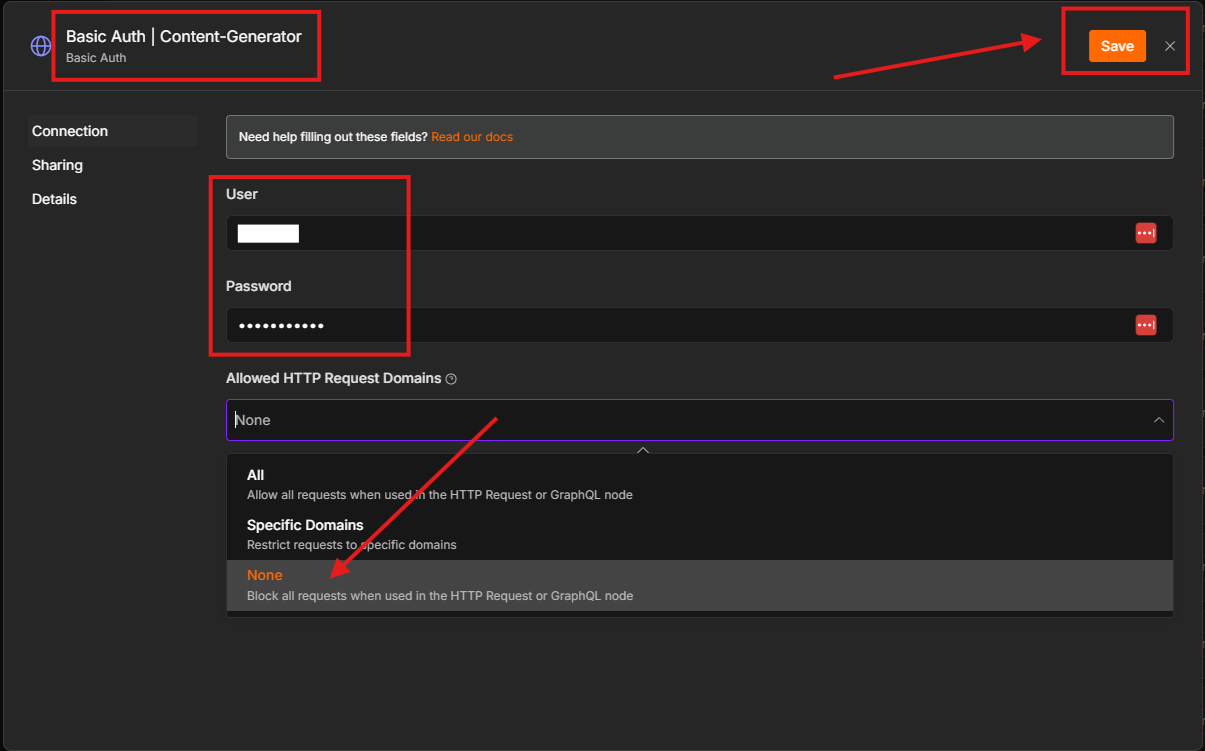 Basic Auth | Content-Generator
Basic Auth
Save
Connection
Sharing
Details
Need help filling out these fields? Read our docs
User
Password
•••••••••••
Allowed HTTP Request Domains
None
All
Allow all requests when used in the HTTP Request or GraphQL node
Specific Domains
Restrict requests to specific domains
None
Block all requests when used in the HTTP Request or GraphQL node